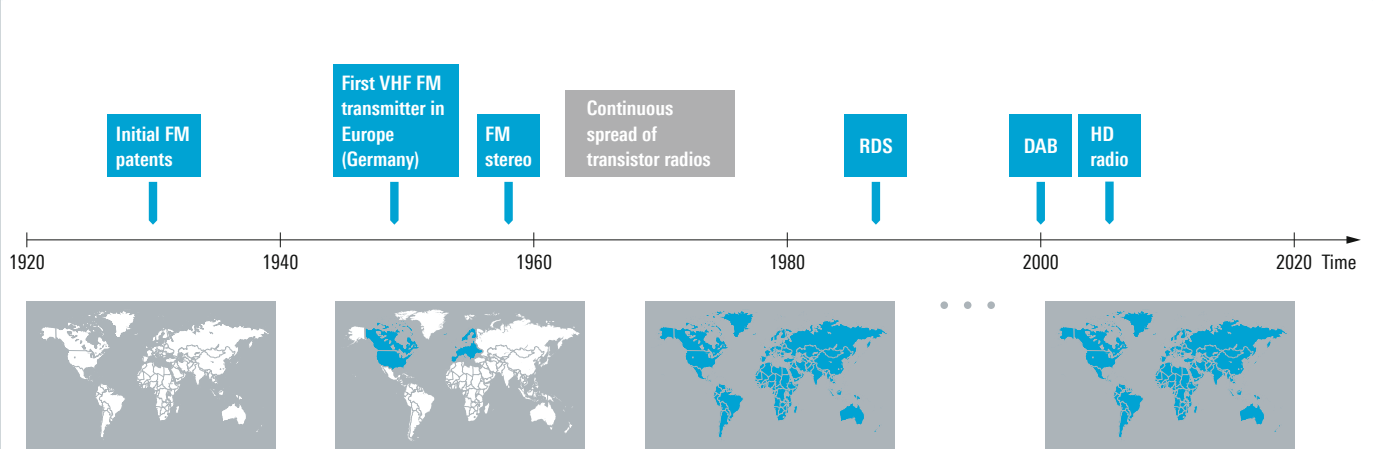 Initial FM
patents
First VHF FM
transmitter in
Europe
(Germany)
FM
stereo
Continuous
spread of
transistor radios
RDS
DAB
HD
radio
1920 1940 1960 1980 2000 2020 Time